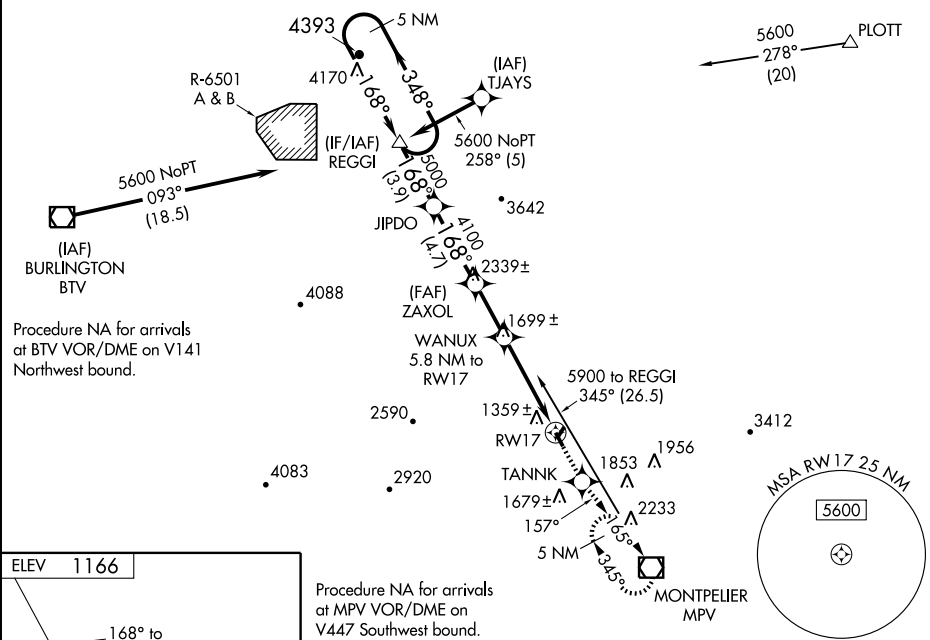 4393
5 NM
PLOTT
5600
278°
(20)
R-6501
A & B
4170
168°
348°
(IAF)
TJAYS
(IF/IAF)
REGGI
5600 NoPT
258° (5)
5600 NoPT
093°
(18.5)
5000
168°
(3.9)
3642
JIPDO
4100
168°
(4.7)
(IAF)
BURLINGTON
BTV
2339±
(FAF)
ZAXOL
4088
1699±
WANUX
5.8 NM to
RW17
Procedure NA for arrivals
at BTV VOR/DME on V141
Northwest bound.
5900 to REGGI
345° (26.5)
2590
1359±
RW17
3412
1956
TANNK
1853
4083
2920
1679±
157°
2233
165°
5 NM
345°
MONTPELIER
MPV
MSA RW17 25 NM
5600
ELEV 1166
168° to
Procedure NA for arrivals
at MPV VOR/DME on
V447 Southwest bound.